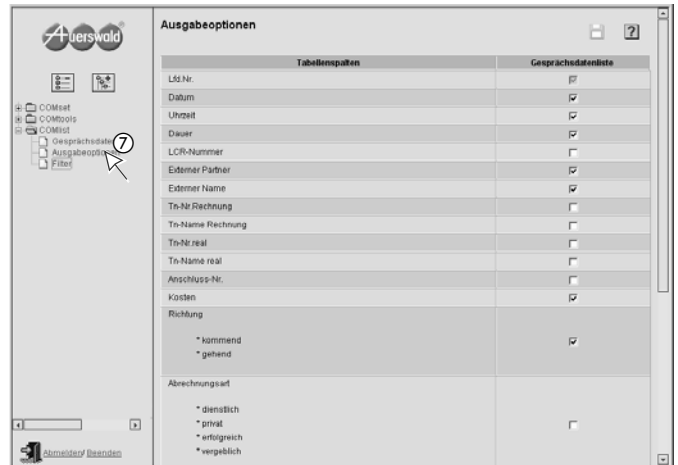 Auerswald
COMset
COMtools
COMlist
Gesprächsdate
Ausgabeoptione
Filter
7
Abmelden/ Beenden
Ausgabeoptionen
?
Tabellenspalten Gesprächsdatenliste
Lfd.Nr.
Datum
Uhrzeit
Dauer
LCR-Nummer
Externer Partner
Externer Name
Tn-Nr.Rechnung
Tn-Name Rechnung
Tn-Nr.real
Tn-Name real
Anschluss-Nr.
Kosten
Richtung
* kommend
* gehend
Abrechnungsart
* dienstlich
* privat
* erfolgreich
* vergeblich